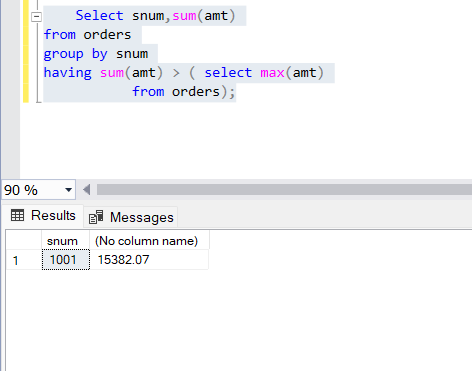 Select snum,sum(amt)
from orders
group by snum
having sum(amt) > ( select max(amt)
from orders);
90 %
Results Messages
snum (No column name)
1 1001 15382.07